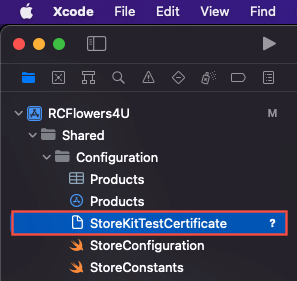 Xcode File Edit View Find
RCFlowers4U M
Shared
Configuration
Products
Products
StoreKitTestCertificate ?
StoreConfiguration
StoreConstants